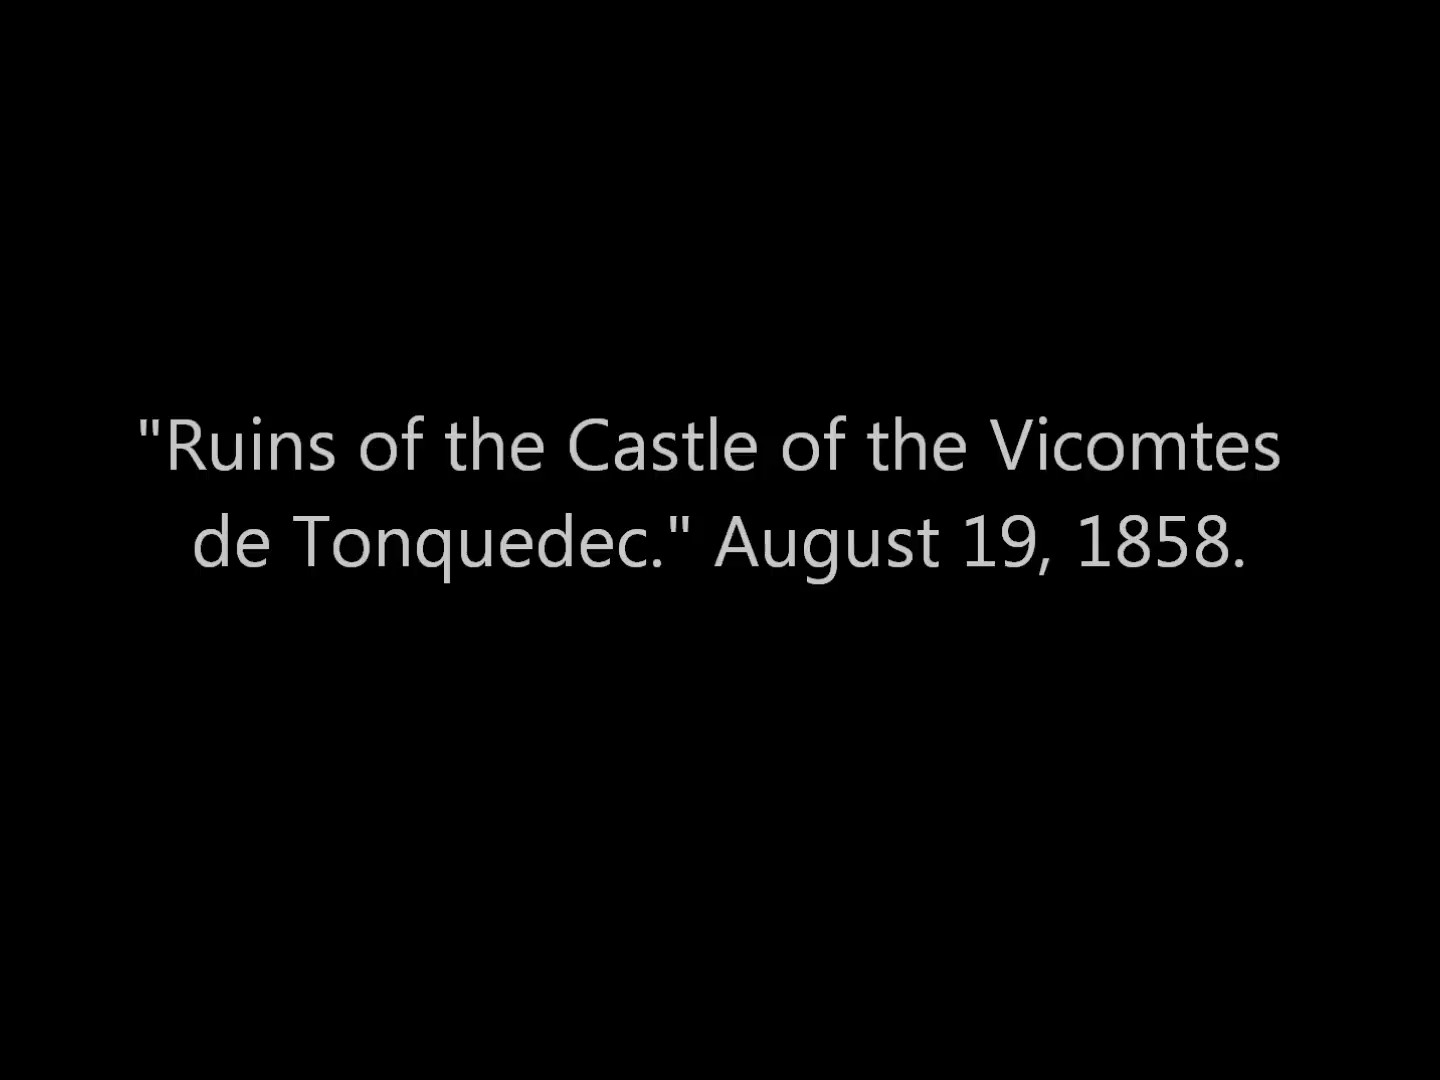 "Ruins of the Castle of the Vicomtes
de Tonquedec." August 19, 1858.